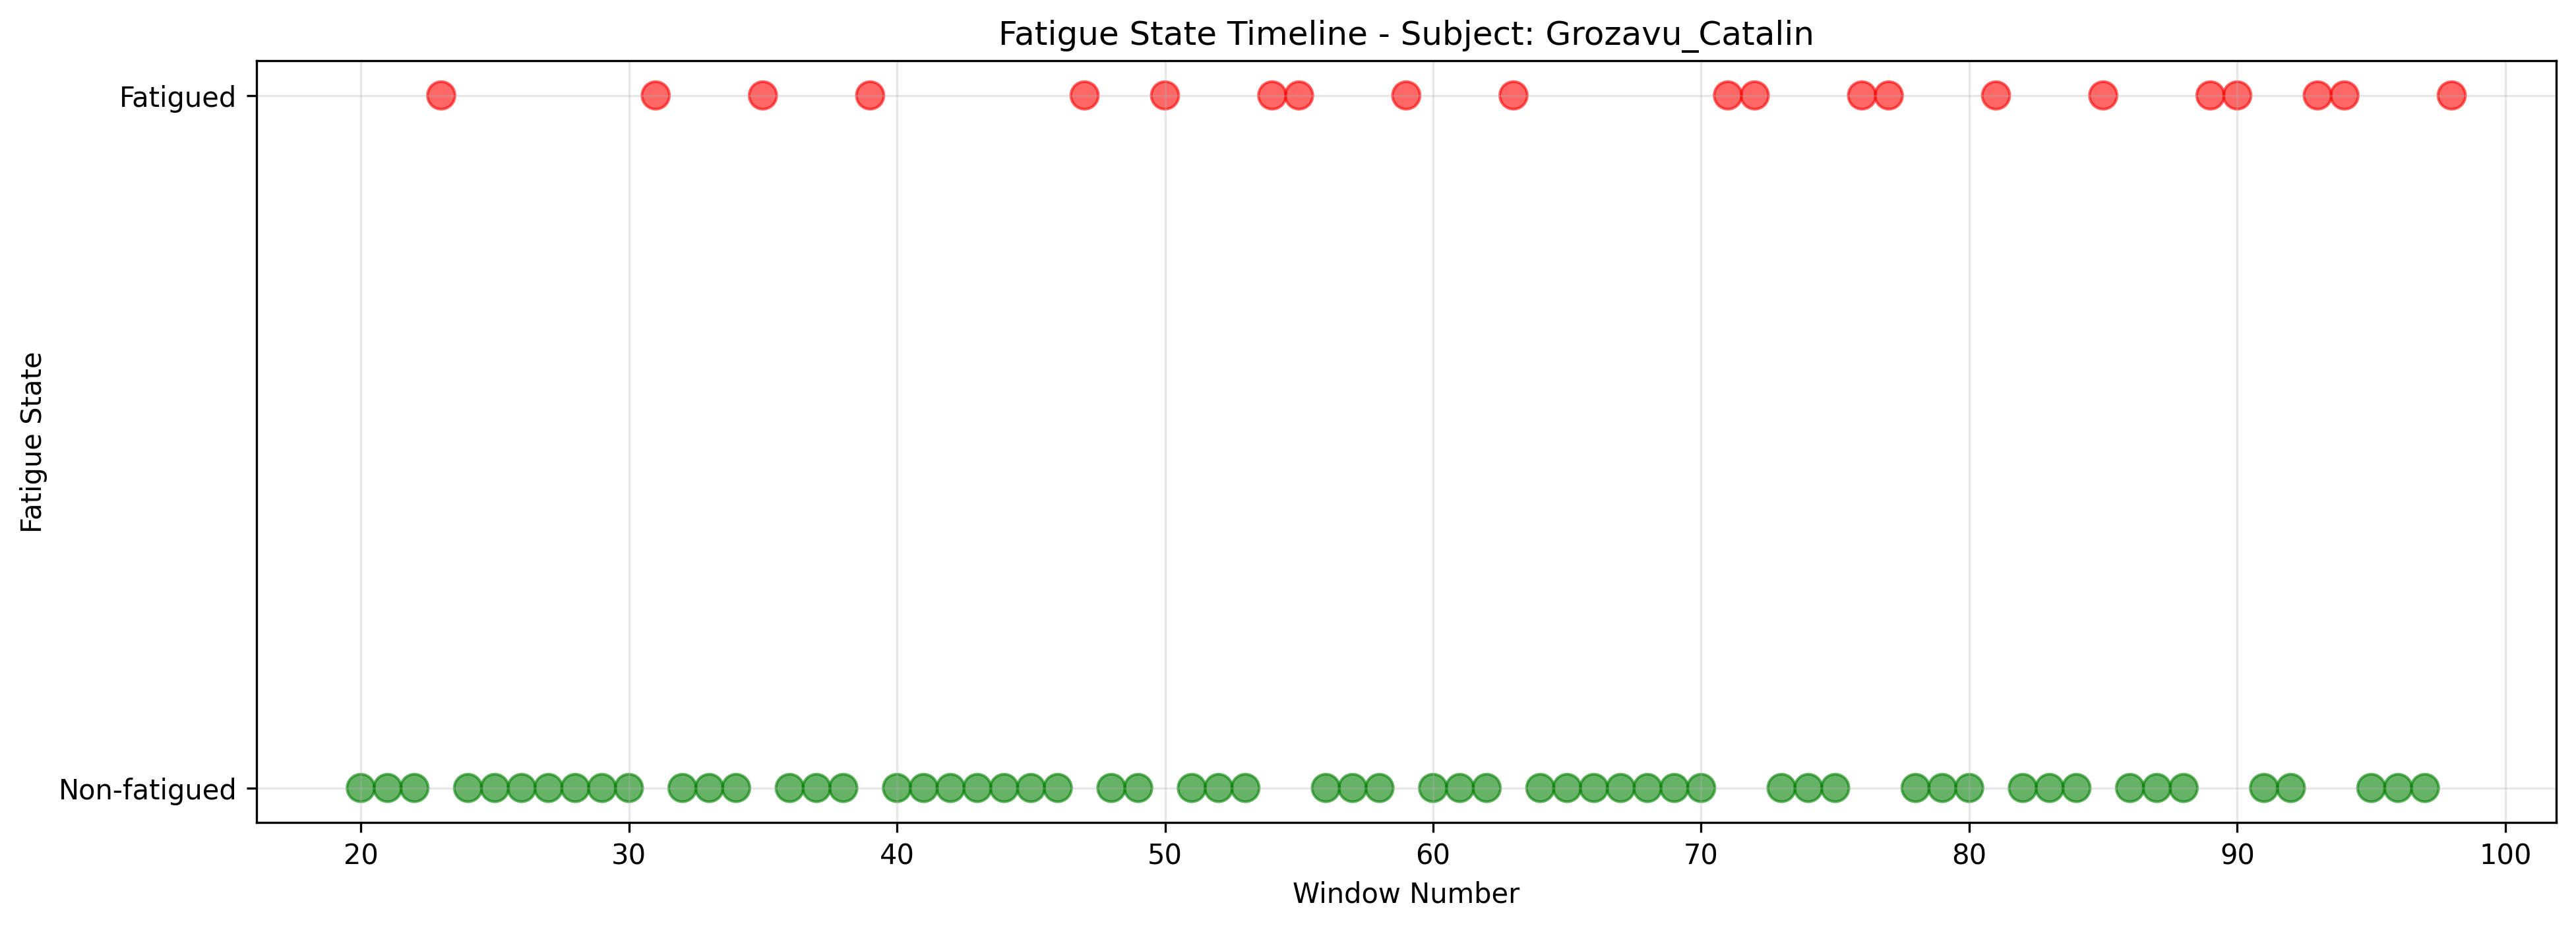 Fatigue State Timeline - Subject: Grozavu_Catalin
Fatigued
Fatigue State
Non-fatigued
20 30 40 50 60 70 80 90 100
Window Number